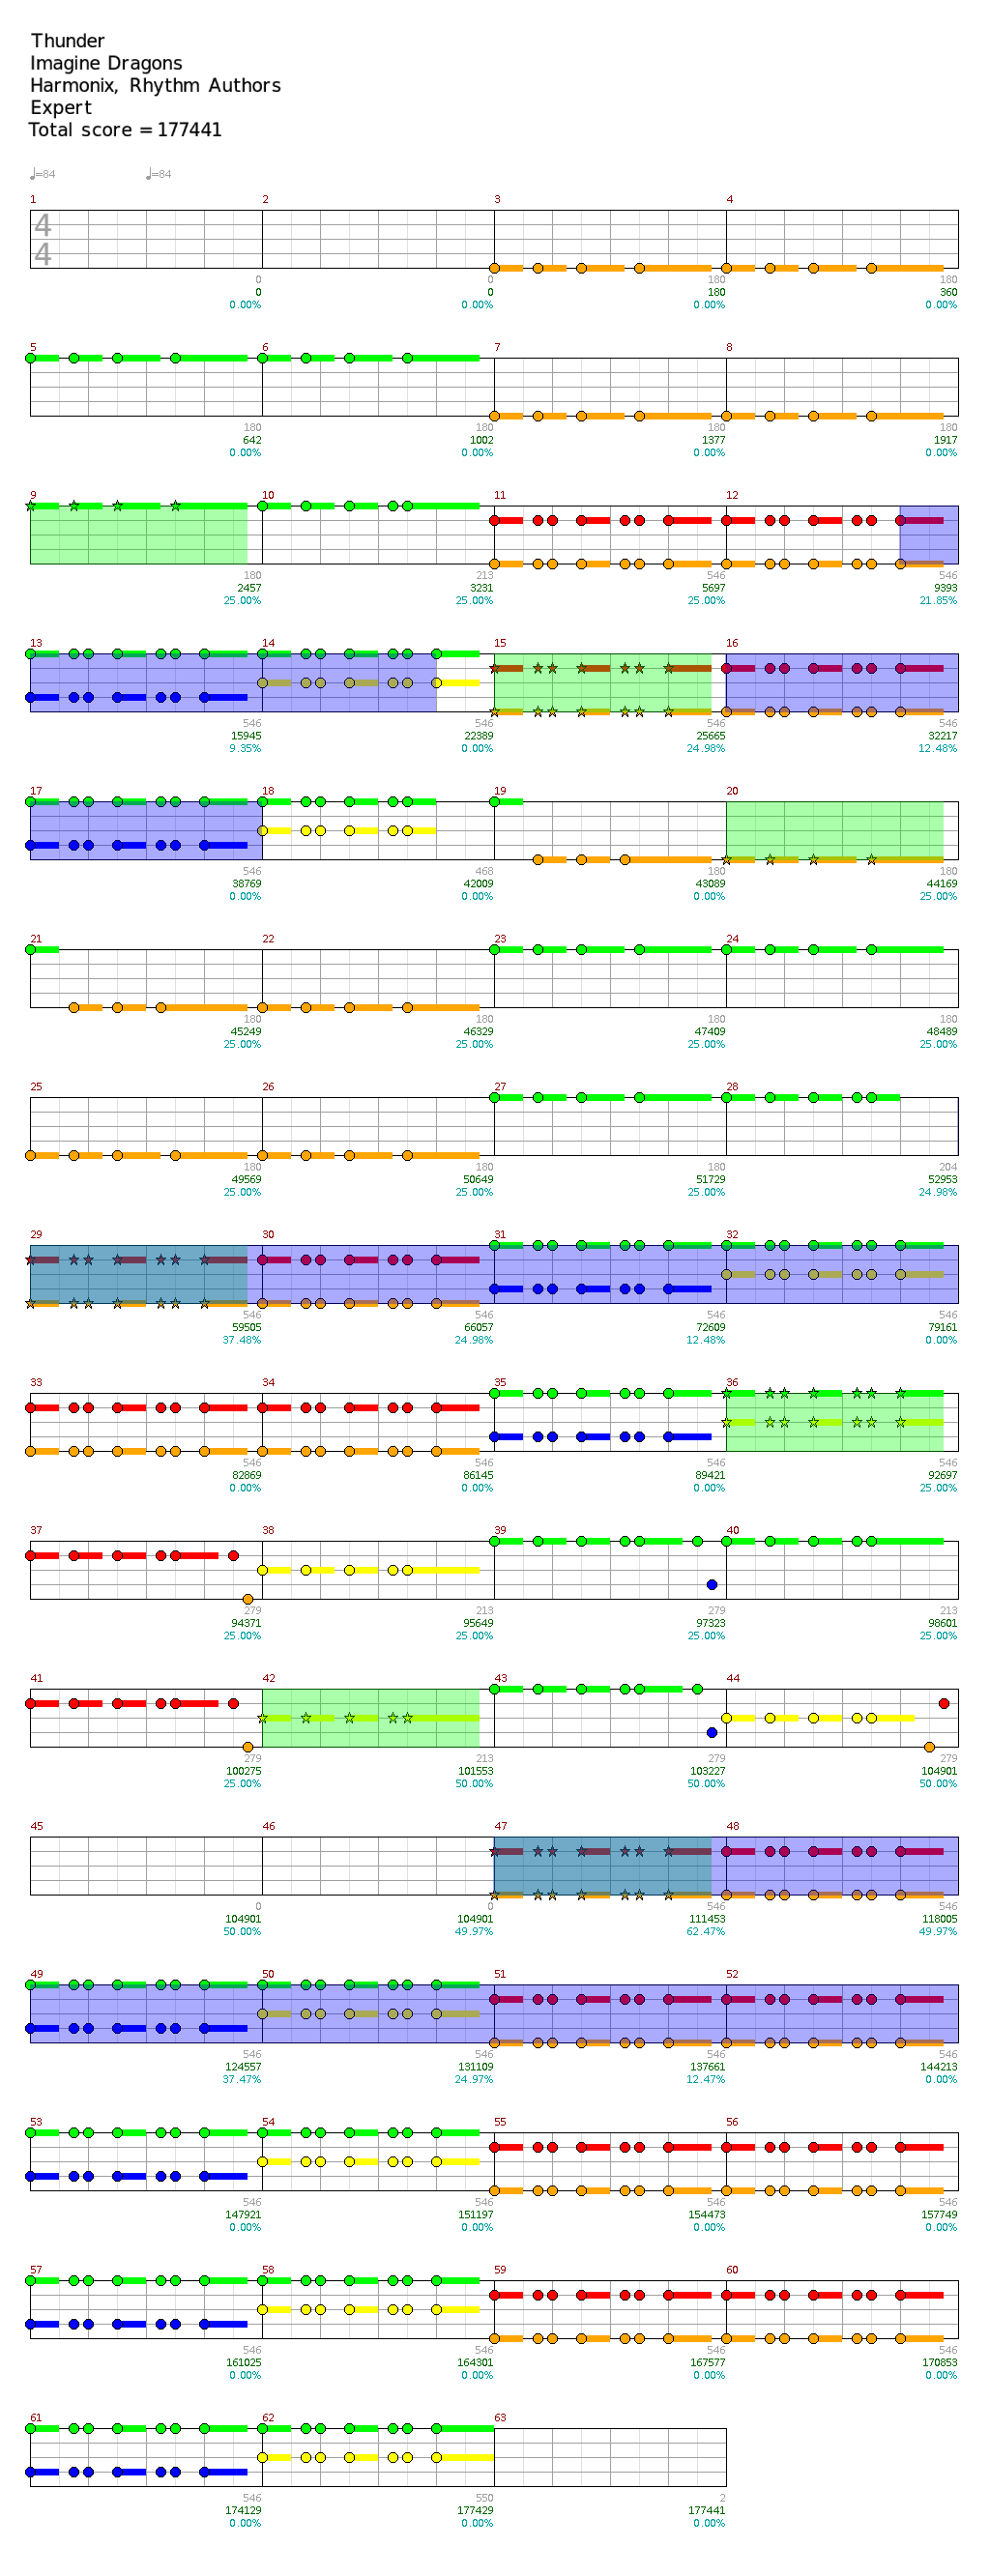 Thunder
Imagine Dragons
Harmonix, Rhythm Authors
Expert
Total score = 177441
♩=84 ♩=84
1 2 3 4
4
4
0 0 180 180
0 0 180 360
0.00% 0.00% 0.00% 0.00%
5 6 7 8
180 180 180 180
642 1002 1377 1917
0.00% 0.00% 0.00% 0.00%
9 10 11 12
180 213 546 546
2457 3231 5697 9393
25.00% 25.00% 25.00% 21.85%
13 14 15 16
546 546 546 546
15945 22389 25665 32217
9.35% 0.00% 24.98% 12.48%
17 18 19 20
546 468 180 180
38769 42009 43089 44169
0.00% 0.00% 0.00% 25.00%
21 22 23 24
180 180 180 180
45249 46329 47409 48489
25.00% 25.00% 25.00% 25.00%
25 26 27 28
180 180 180 204
49569 50649 51729 52953
25.00% 25.00% 25.00% 24.98%
29 30 31 32
546 546 546 546
59505 66057 72609 79161
37.48% 24.98% 12.48% 0.00%
33 34 35 36
546 546 546 546
82869 86145 89421 92697
0.00% 0.00% 0.00% 25.00%
37 38 39 40
279 213 279 213
94371 95649 97323 98601
25.00% 25.00% 25.00% 25.00%
41 42 43 44
279 213 279 279
100275 101553 103227 104901
25.00% 50.00% 50.00% 50.00%
45 46 47 48
0 0 546 546
104901 104901 111453 118005
50.00% 49.97% 62.47% 49.97%
49 50 51 52
546 546 546 546
124557 131109 137661 144213
37.47% 24.97% 12.47% 0.00%
53 54 55 56
546 546 546 546
147921 151197 154473 157749
0.00% 0.00% 0.00% 0.00%
57 58 59 60
546 546 546 546
161025 164301 167577 170853
0.00% 0.00% 0.00% 0.00%
61 62 63
546 550 2
174129 177429 177441
0.00% 0.00% 0.00%